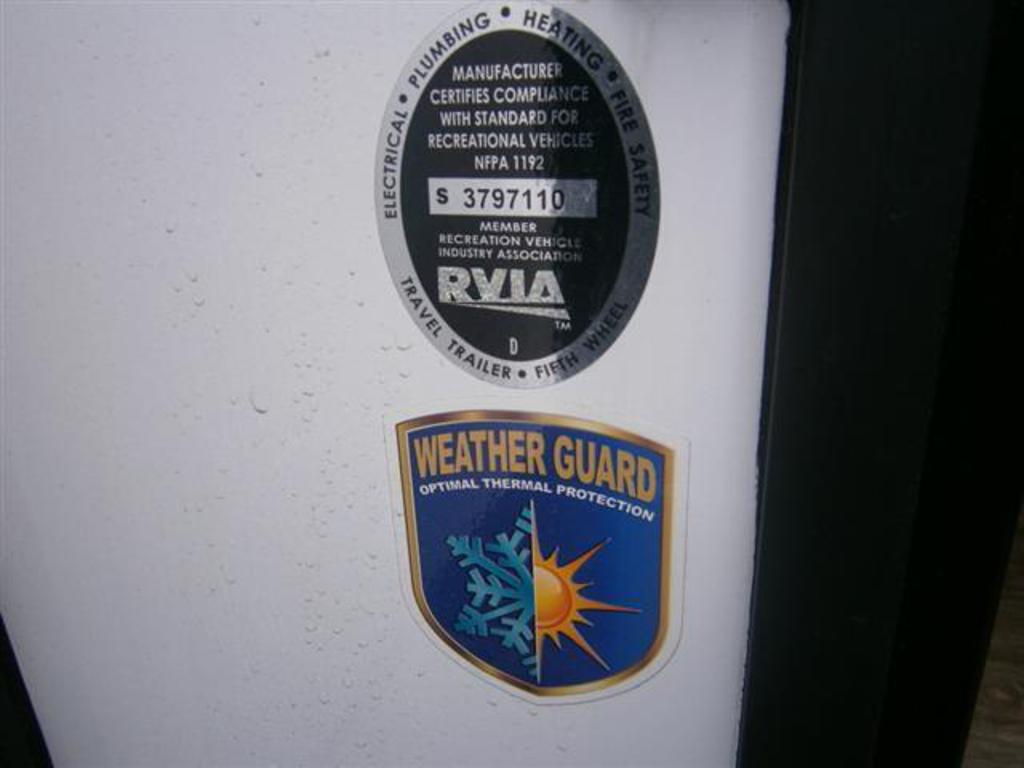 ELECTRICAL • PLUMBING • HEATING • FIRE SAFETY
MANUFACTURER
CERTIFIES COMPLIANCE
WITH STANDARD FOR
RECREATIONAL VEHICLES
NFPA 1192
S 3797110
MEMBER
RECREATION VEHICLE
INDUSTRY ASSOCIATION
RVIA
TM
D
TRAVEL TRAILER • FIFTH WHEEL
WEATHER GUARD
OPTIMAL THERMAL PROTECTION